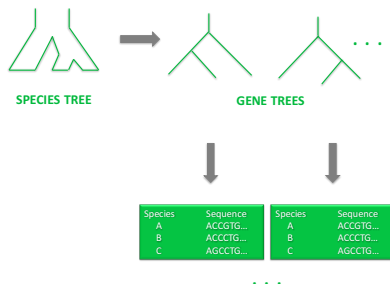 SPECIES TREE
GENE TREES
. . .
Species Sequence
A ACCGTG...
B ACCCTG...
C AGCCTG...
Species Sequence
A ACCGTG...
B ACCCTG...
C AGCCTG...
. . .